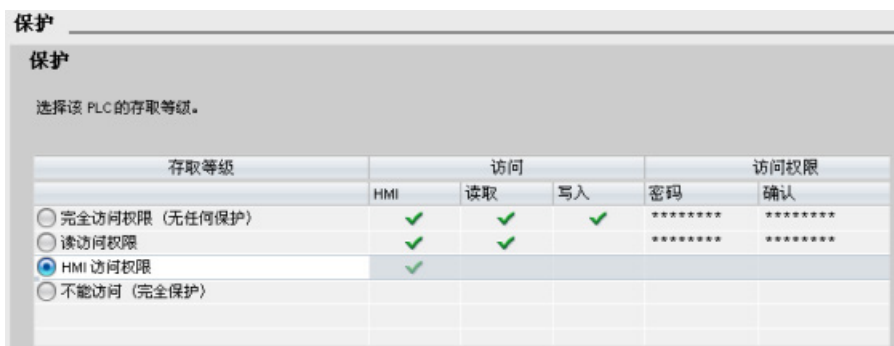 保护
保护
选择该 PLC的存取等级。
存取等级 访问 访问权限
HMI 读取 写入 密码 确认
完全访问权限（无任何保护） ******** ********
读访问权限 ******** ********
HMI 访问权限
不能访问（完全保护）